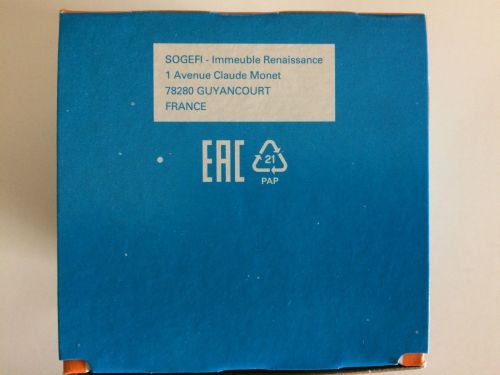 SOGEFI - Immeuble Renaissance
1 Avenue Claude Monet
78280 GUYANCOURT
FRANCE
EAC
21
PAP